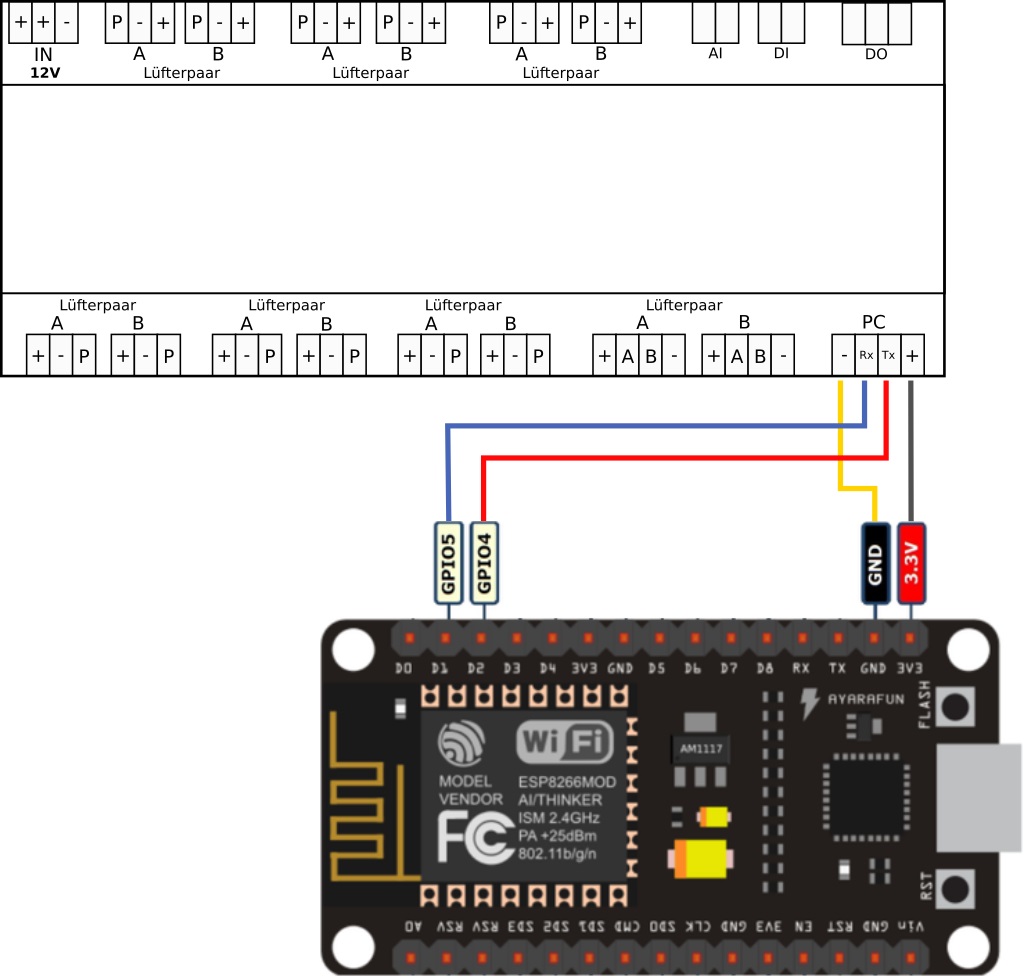 + + - P - + P - + P - + P - + P - + P - +
IN A B A B A B AI DI DO
12V Lüfterpaar Lüfterpaar Lüfterpaar
Lüfterpaar Lüfterpaar Lüfterpaar Lüfterpaar
A B A B A B A B PC
+ - P + - P + - P + - P + - P + - P + A B - + A B - - Rx Tx +
GPIO5 GPIO4 GND 3.3V
D0 D1 D2 D3 D4 3V3 GND D5 D6 D7 D8 RX TX GND 3V3
AYARAFUN
FLASH
WiFi
AM1117
MODEL ESP8266MOD
VENDOR AI/THINKER
ISM 2.4GHz
FC PA +25dBm
802.11b/g/n
RST
A0 RSV RSV SD3 SD2 SD1 CMD SD0 CLK GND 3V3 EN RST GND Vin